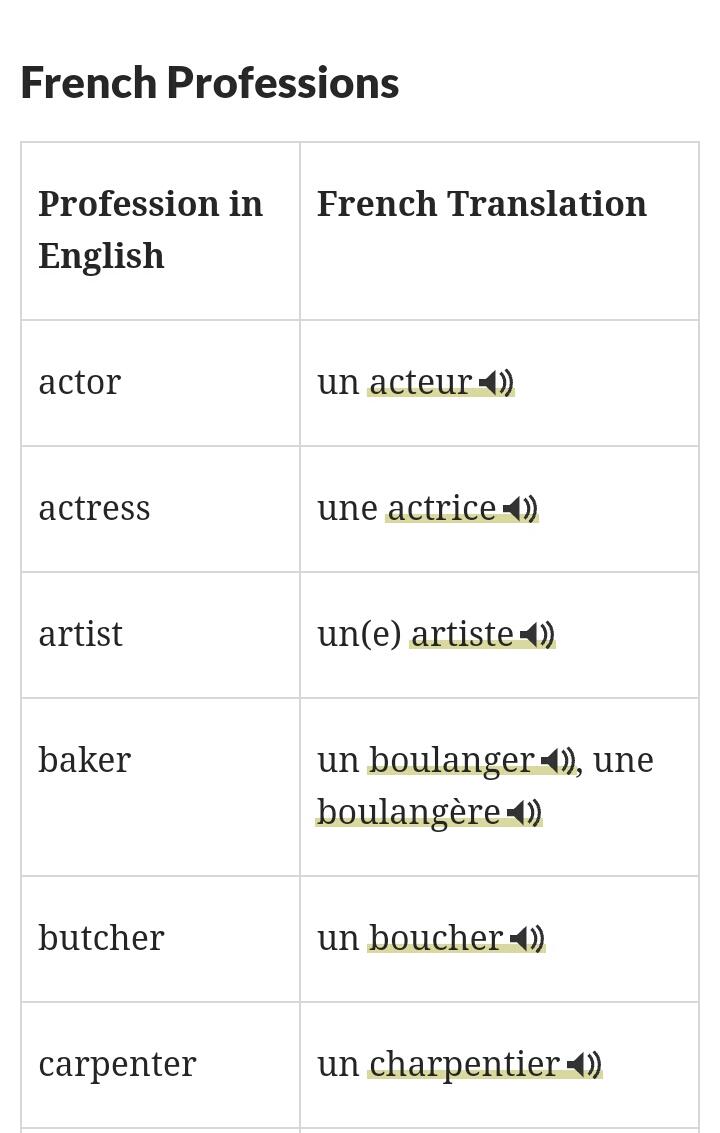 French Professions
Profession in English
French Translation
actor
un acteur
actress
une actrice
artist
un(e) artiste
baker
un boulanger, une
boulangère
butcher
un boucher
carpenter
un charpentier